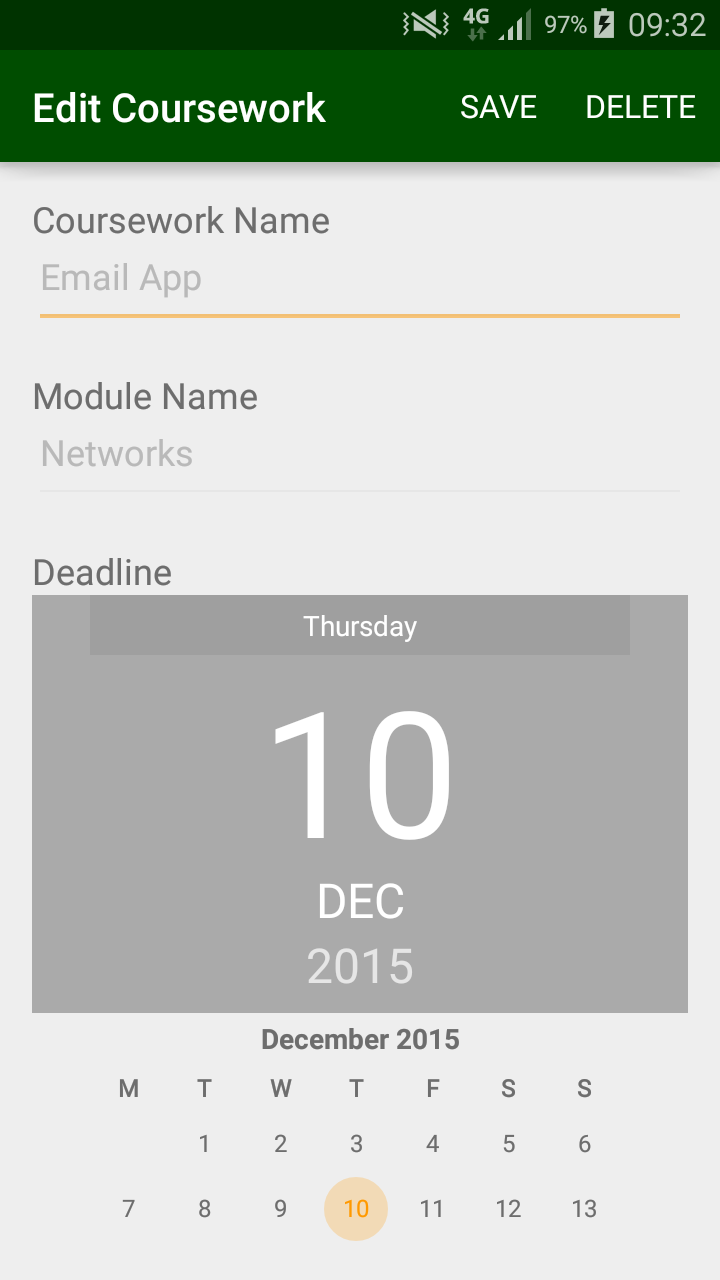 4G 97% 09:32
Edit Coursework SAVE DELETE
Coursework Name
Email App
Module Name
Networks
Deadline
Thursday
10
DEC
2015
December 2015
M T W T F S S
1 2 3 4 5 6
7 8 9 10 11 12 13